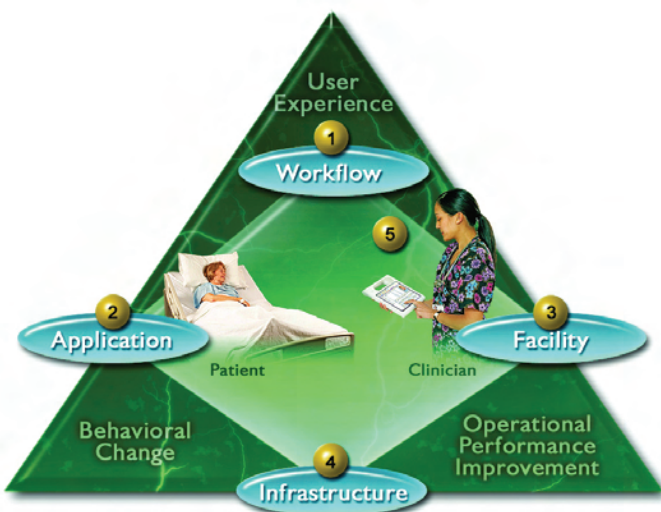 User
Experience
1
Workflow
5
2
Application
3
Facility
Patient
Clinician
Behavioral
Change
Operational
Performance
Improvement
4
Infrastructure